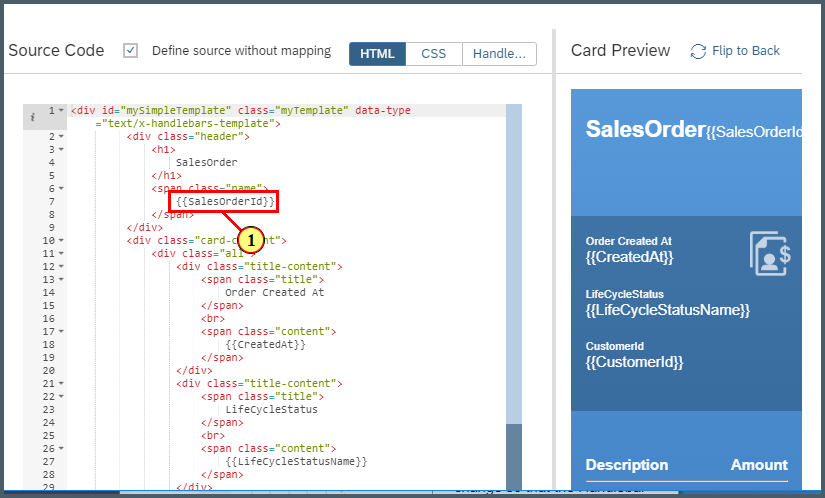 Source Code Define source without mapping HTML CSS Handle... Card Preview Flip to Back
i 1 <div id="mySimpleTemplate" class="myTemplate" data-type
="text/x-handlebars-template">
2 <div class="header">
3 <h1>
4 SalesOrder
5 </h1>
6 <span class="name">
7 {{SalesOrderId}}
8 </span>
9 </div>
1
10 <div class="card-content">
11 <div class="all">
12 <div class="title-content">
13 <span class="title">
14 Order Created At
15 </span>
16 <br>
17 <span class="content">
18 {{CreatedAt}}
19 </span>
20 </div>
21 <div class="title-content">
22 <span class="title">
23 LifeCycleStatus
24 </span>
25 <br>
26 <span class="content">
27 {{LifeCycleStatusName}}
28 </span>
29 </div>
SalesOrder{{SalesOrderId
Order Created At
{{CreatedAt}}
$
LifeCycleStatus
{{LifeCycleStatusName}}
CustomerId
{{CustomerId}}
Description Amount